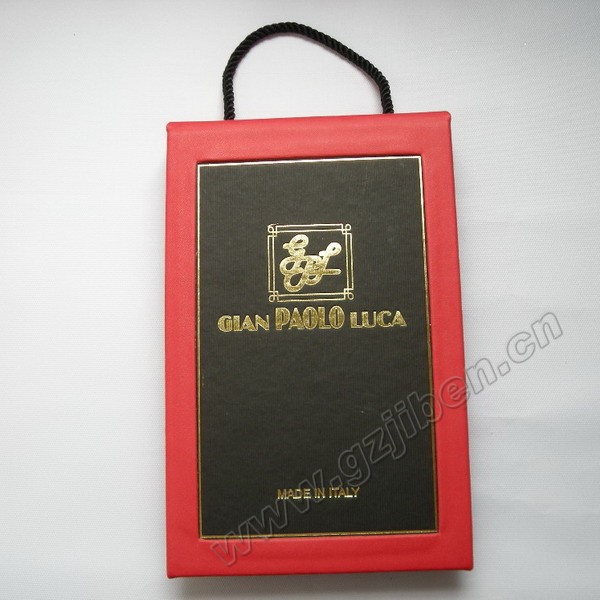 GPL
GIAN PAOLO LUCA
MADE IN ITALY
www.gzjiben.cn